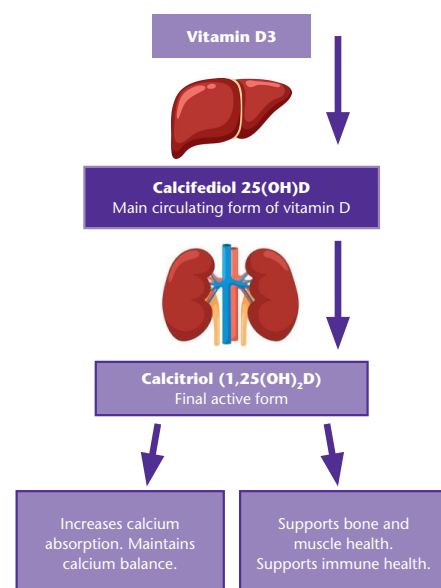 Vitamin D3
Calcifediol 25(OH)D
Main circulating form of vitamin D
Calcitriol (1,25(OH)₂D)
Final active form
Increases calcium
absorption. Maintains
calcium balance.
Supports bone and
muscle health.
Supports immune health.